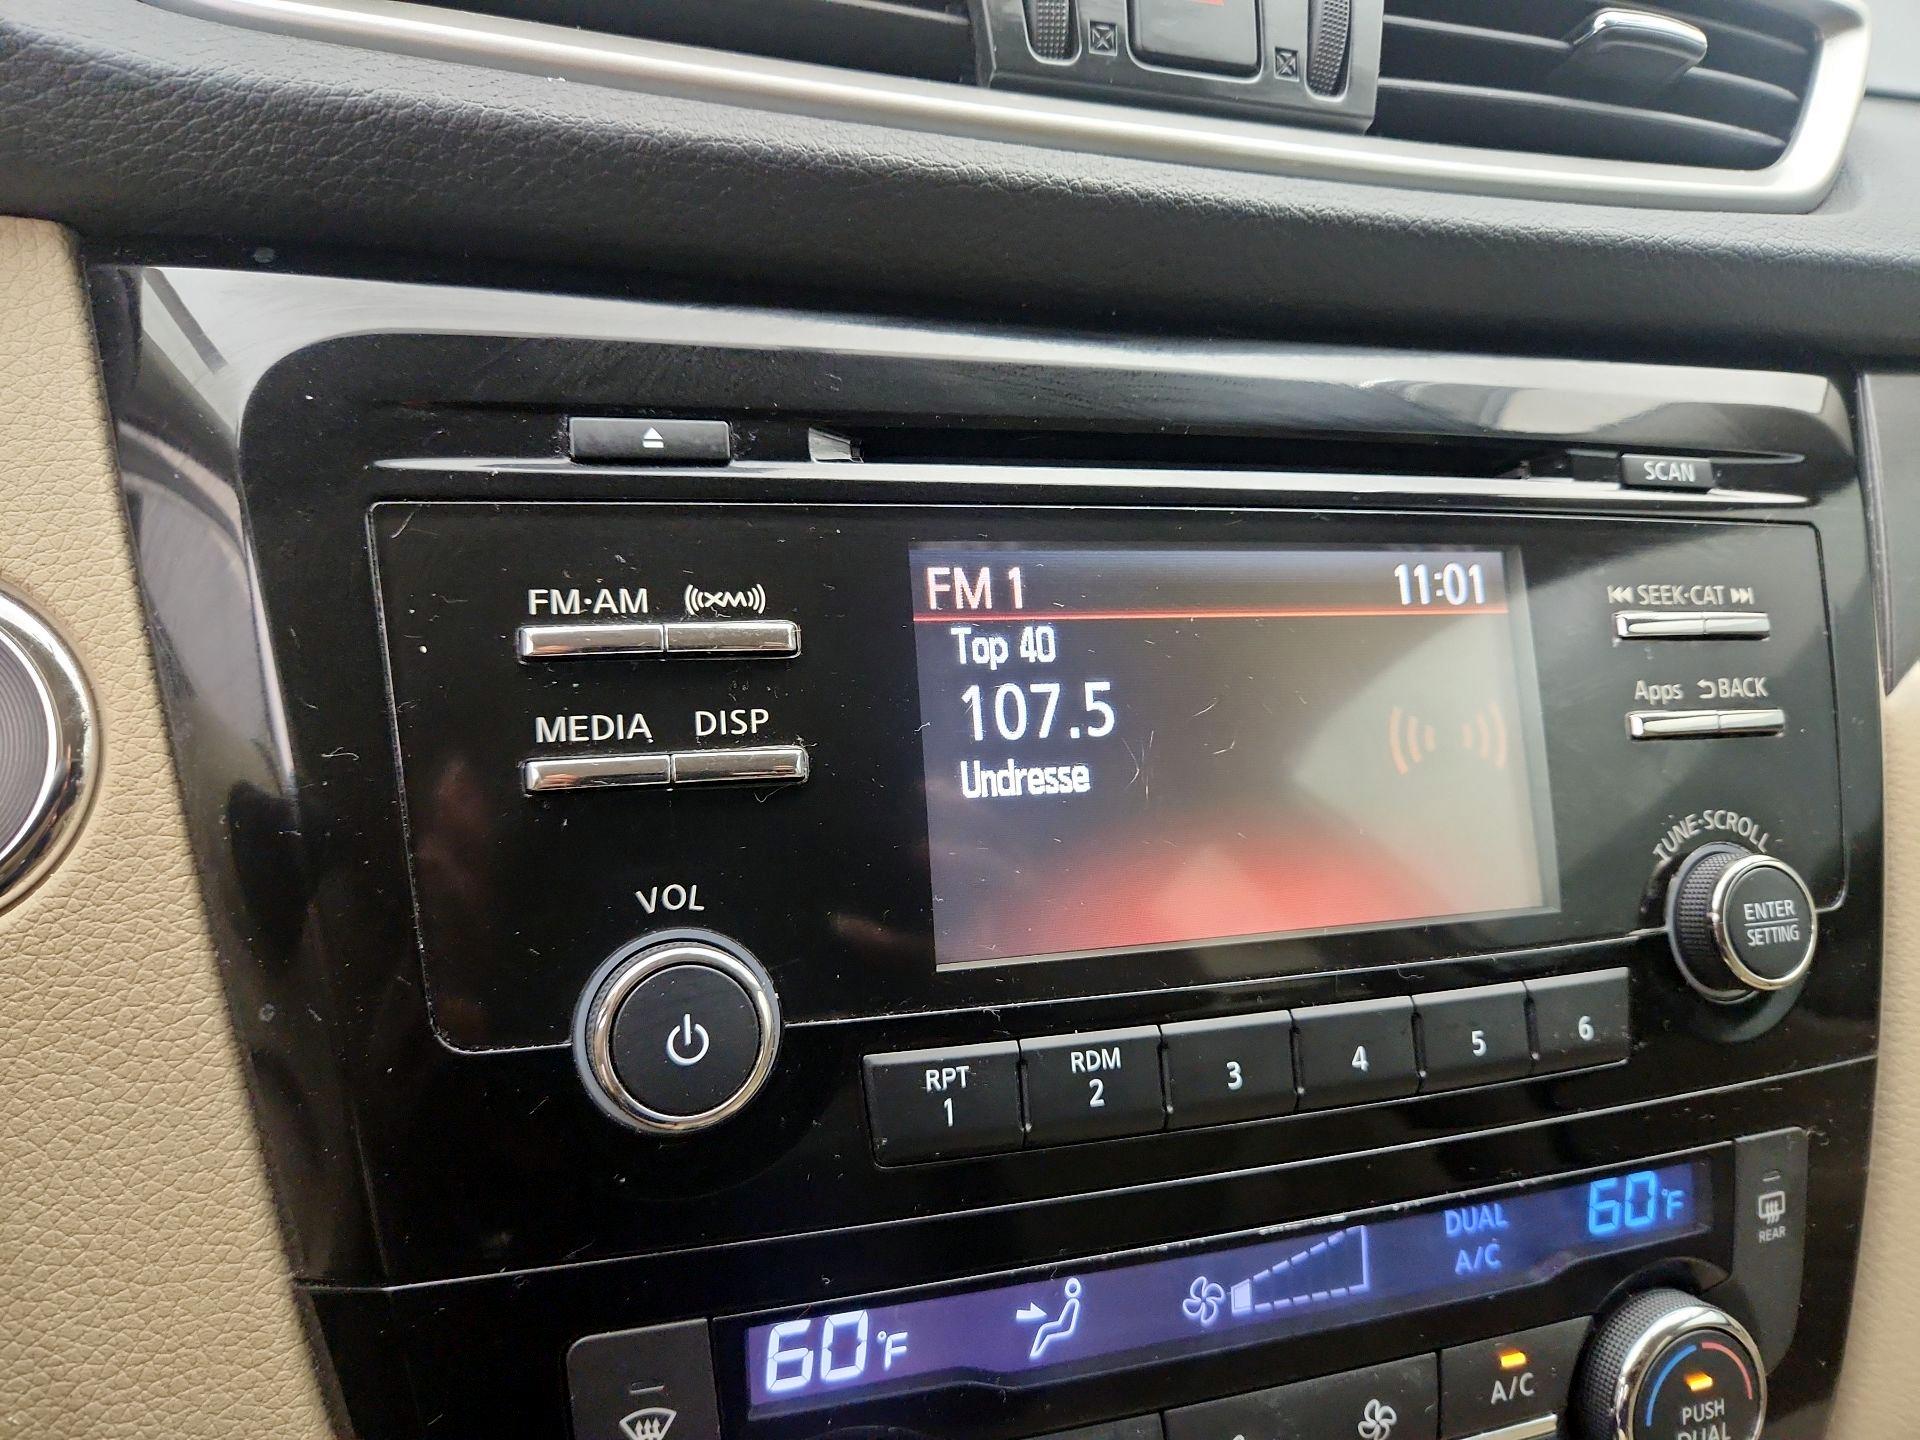 SCAN
FM·AM XM
FM 1 11:01
SEEK·CAT
Top 40
107.5
Undresse
MEDIA DISP
Apps BACK
TUNE·SCROLL
ENTER
SETTING
VOL
RPT
1
RDM
2
3
4
5
6
60°F
DUAL
A/C
60°F
REAR
A/C
PUSH
DUAL